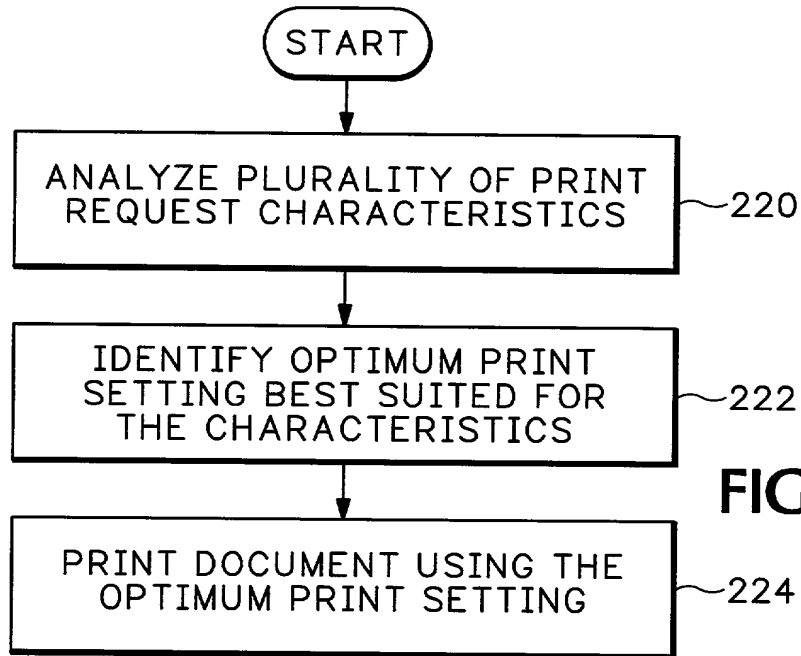 START
ANALYZE PLURALITY OF PRINT
REQUEST CHARACTERISTICS
220
IDENTIFY OPTIMUM PRINT
SETTING BEST SUITED FOR
THE CHARACTERISTICS
222
FIG
PRINT DOCUMENT USING THE
OPTIMUM PRINT SETTING
224